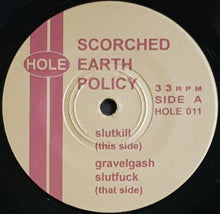 HOLE
SCORCHED
EARTH
POLICY
33 RPM
SIDE A
HOLE 011
slutkill
(this side)
gravelgash
slutfuck
(that side)